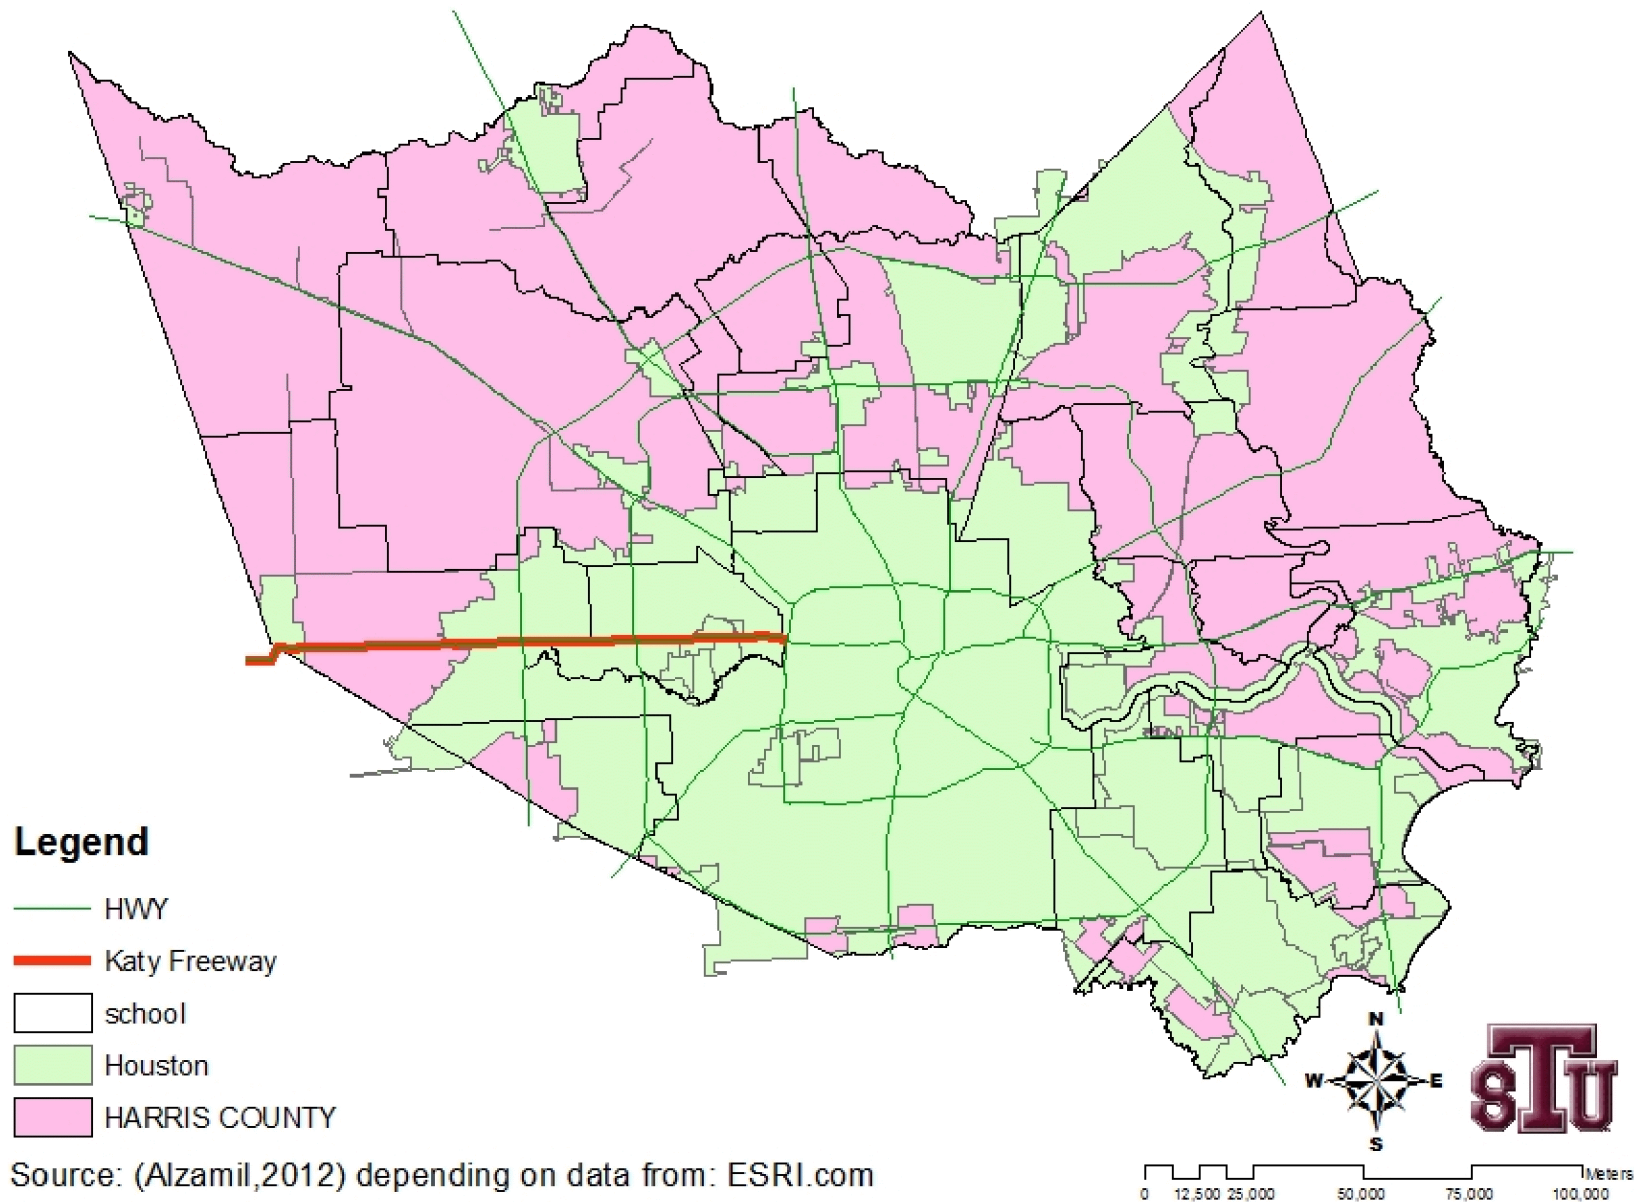 Legend
HWY
Katy Freeway
school
Houston
HARRIS COUNTY
Source: (Alzamil,2012) depending on data from: ESRI.com
N
W E
S
TSU
Meters
0 12,500 25,000 50,000 75,000 100,000